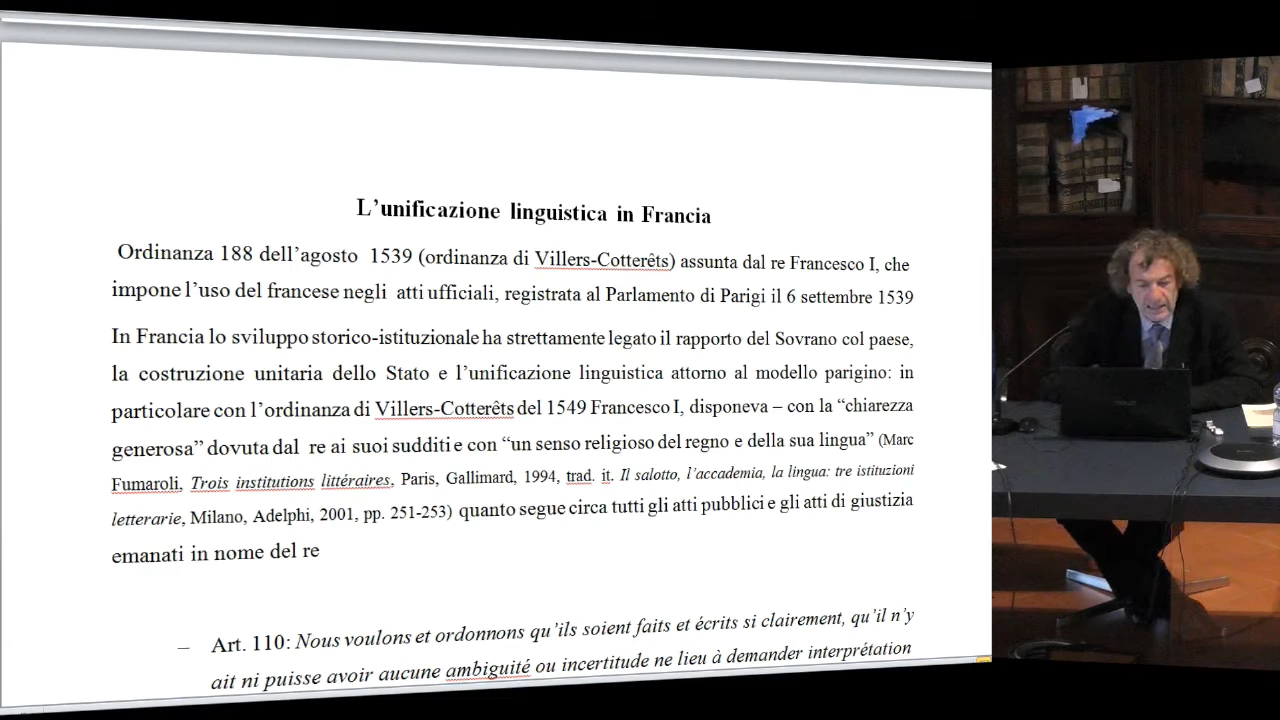 L’unificazione linguistica in Francia
Ordinanza 188 dell’agosto 1539 (ordinanza di Villers-Cotterêts) assunta dal re Francesco I, che
impone l’uso del francese negli atti ufficiali, registrata al Parlamento di Parigi il 6 settembre 1539
In Francia lo sviluppo storico-istituzionale ha strettamente legato il rapporto del Sovrano col paese,
la costruzione unitaria dello Stato e l’unificazione linguistica attorno al modello parigino: in
particolare con l’ordinanza di Villers-Cotterêts del 1549 Francesco I, disponeva – con la “chiarezza
generosa” dovuta dal re ai suoi sudditi e con “un senso religioso del regno e della sua lingua” (Marc
Fumaroli, Trois institutions littéraires, Paris, Gallimard, 1994, trad. it. Il salotto, l’accademia, la lingua: tre istituzioni
letterarie, Milano, Adelphi, 2001, pp. 251-253) quanto segue circa tutti gli atti pubblici e gli atti di giustizia
emanati in nome del re
– Art. 110: Nous voulons et ordonnons qu’ils soient faits et écrits si clairement, qu’il n’y
ait ni puisse avoir aucune ambiguité ou incertitude ne lieu à demander interprétation